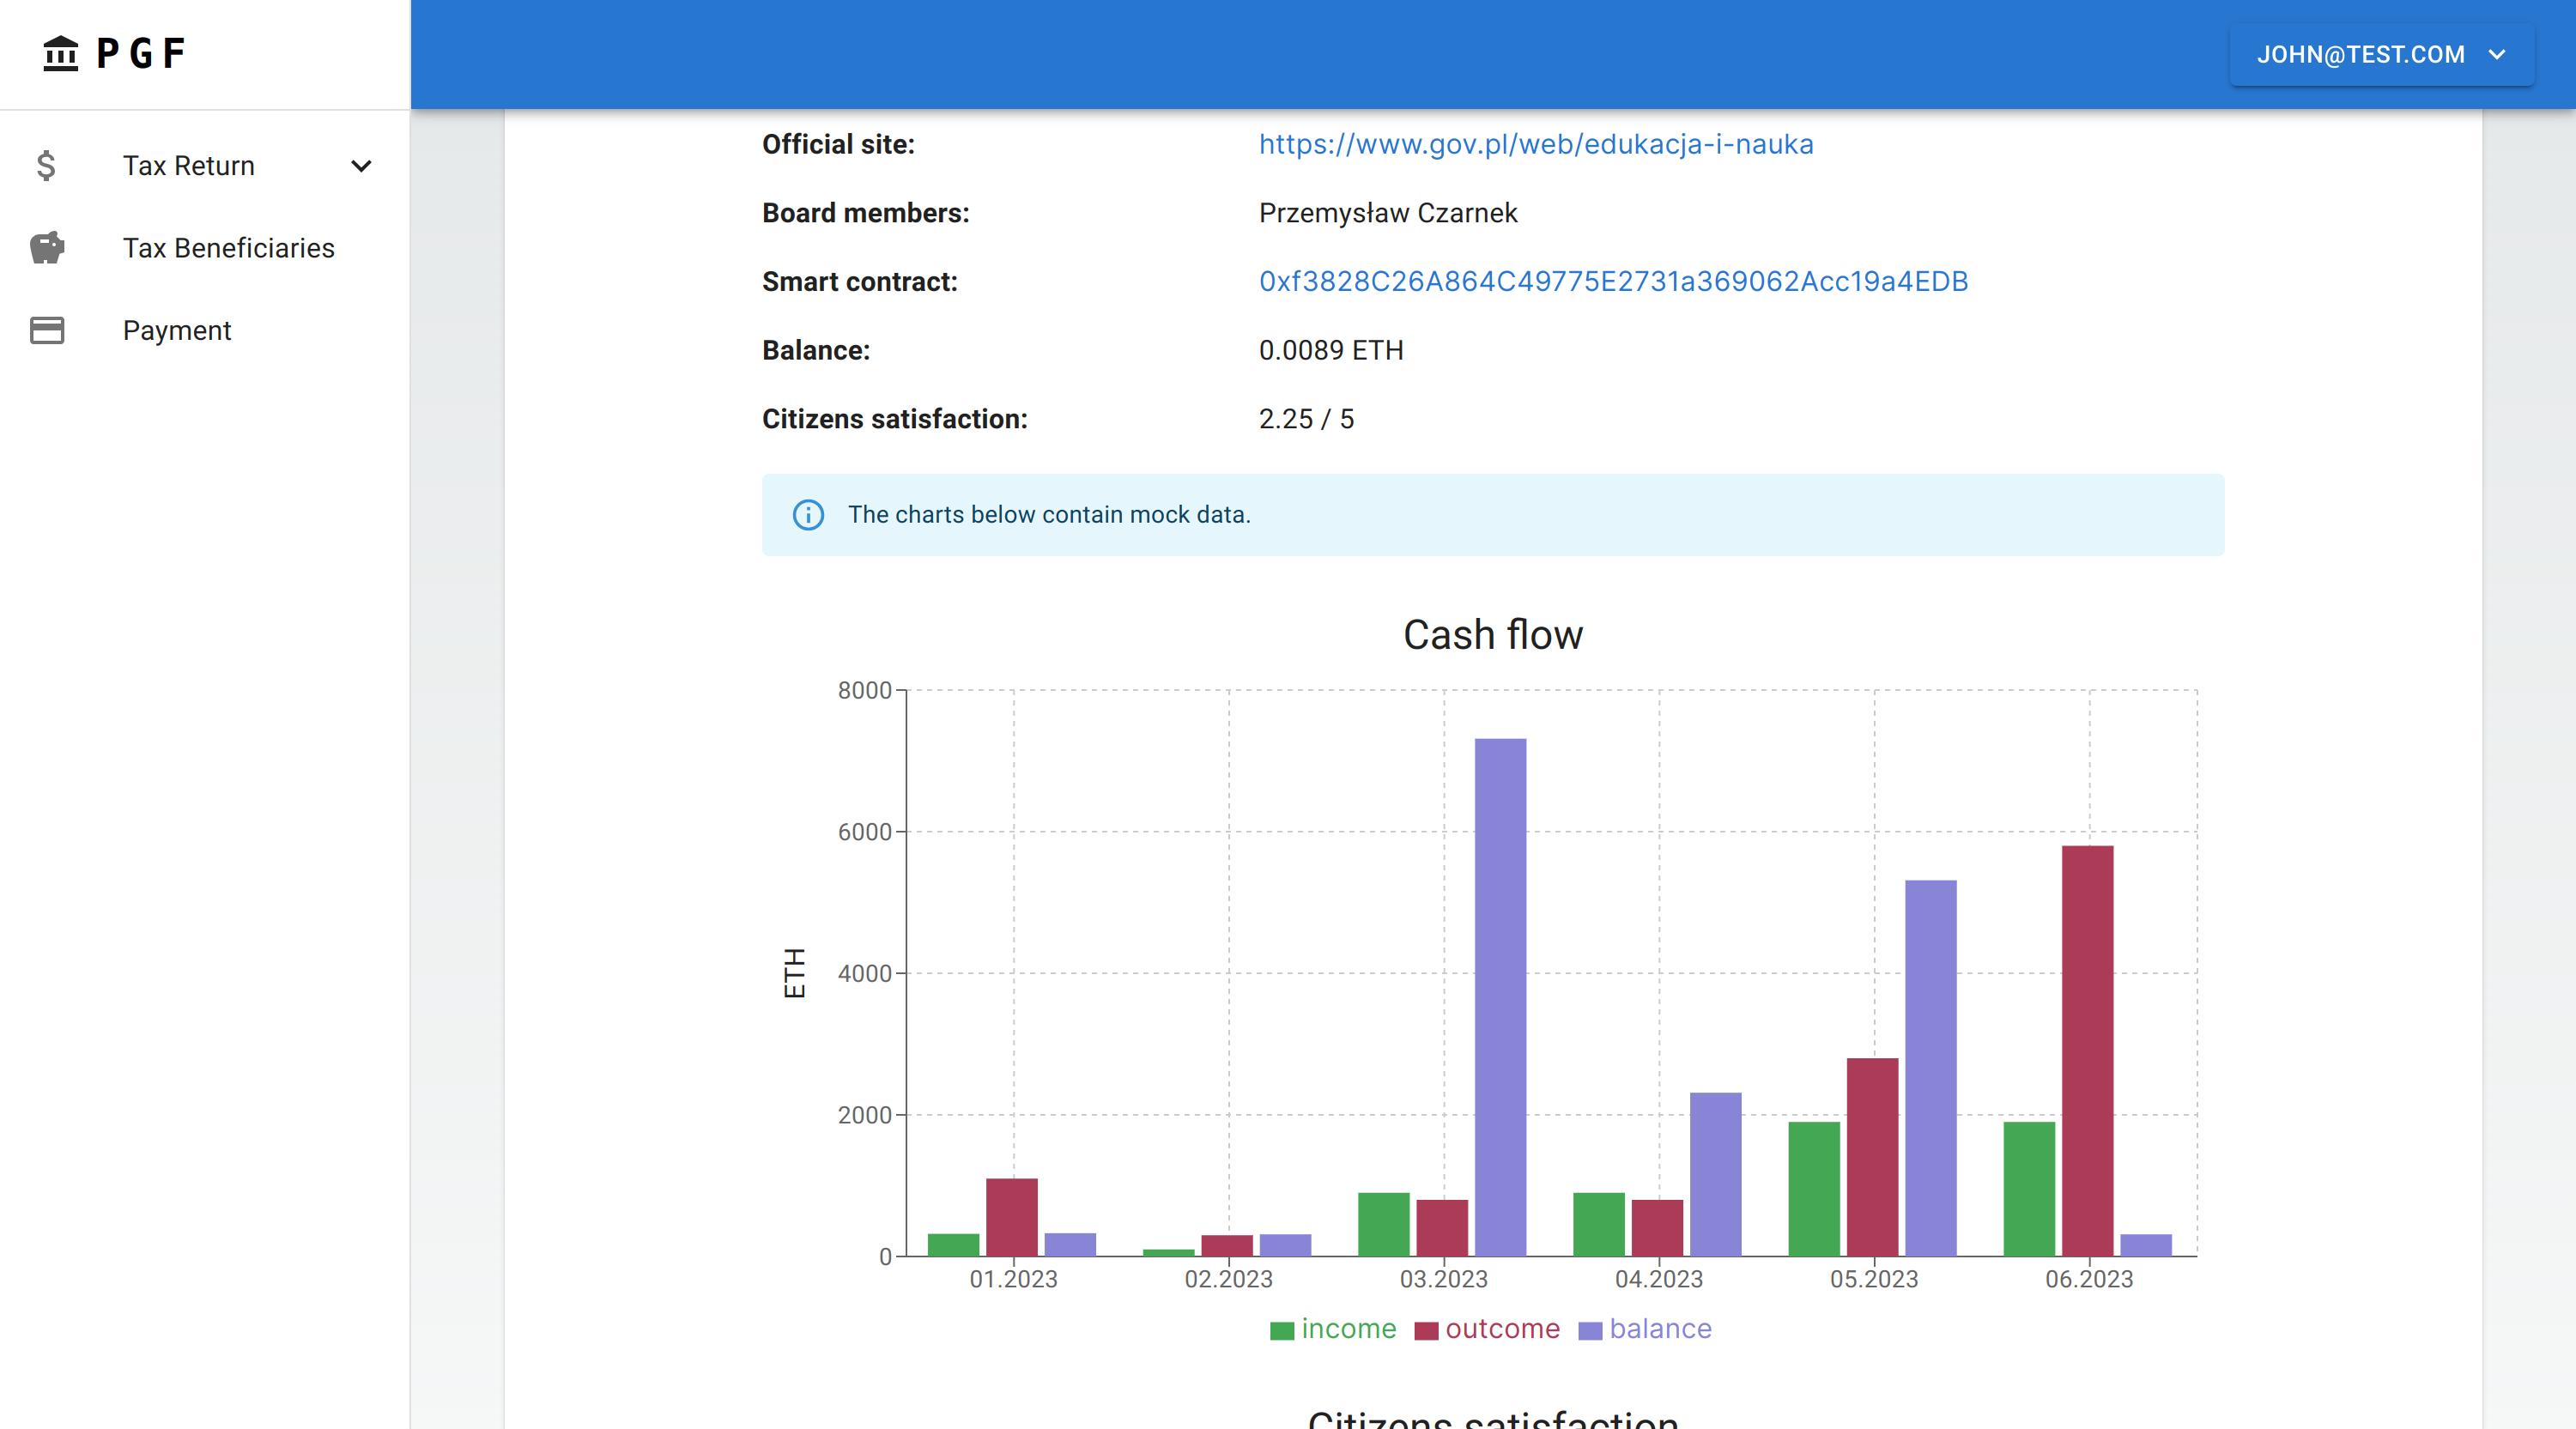 PGF
JOHN@TEST.COM
Tax Return
Tax Beneficiaries
Payment
Official site: https://www.gov.pl/web/edukacja-i-nauka
Board members: Przemysław Czarnek
Smart contract: 0xf3828C26A864C49775E2731a369062Acc19a4EDB
Balance: 0.0089 ETH
Citizens satisfaction: 2.25 / 5
The charts below contain mock data.
Cash flow
8000
6000
4000
2000
0
ETH
01.2023 02.2023 03.2023 04.2023 05.2023 06.2023
income outcome balance
Citizens satisfaction